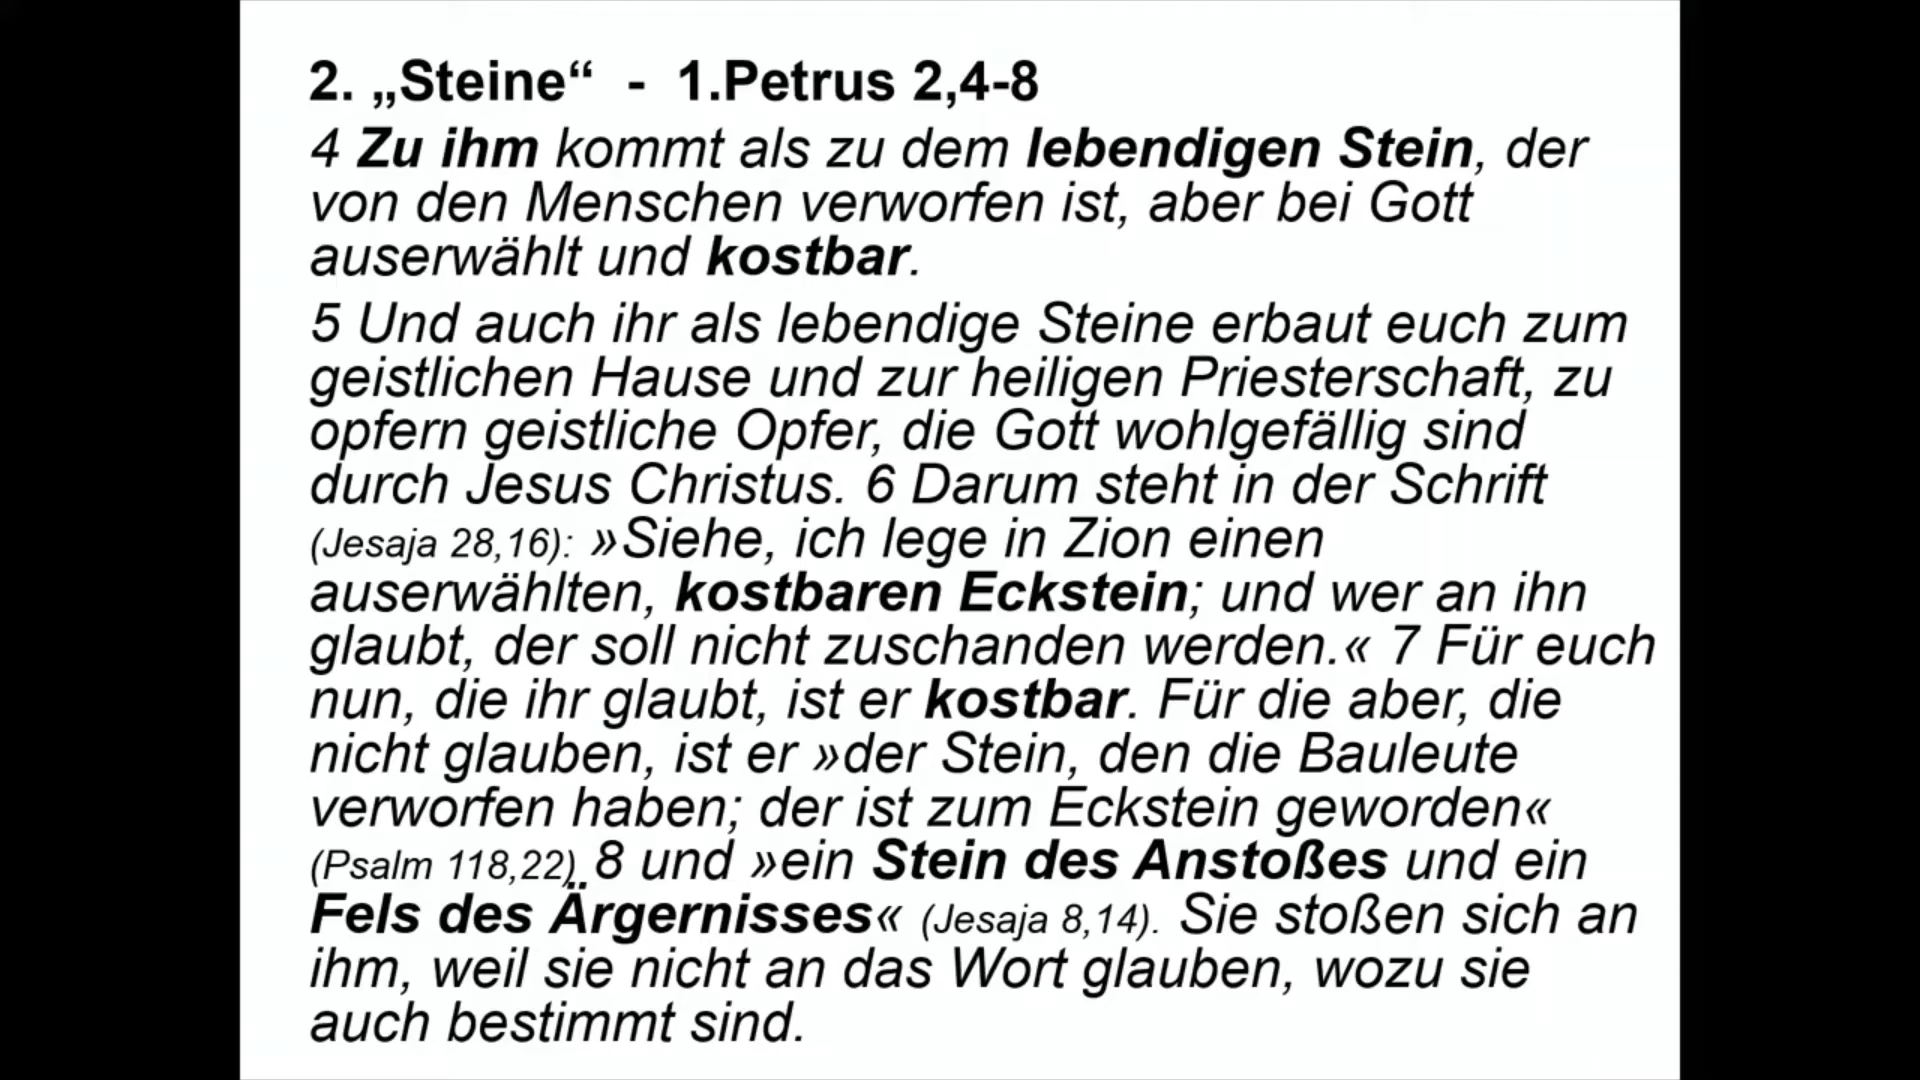 2. „Steine“ - 1.Petrus 2,4-8
4 Zu ihm kommt als zu dem lebendigen Stein, der
von den Menschen verworfen ist, aber bei Gott
auserwählt und kostbar.
5 Und auch ihr als lebendige Steine erbaut euch zum
geistlichen Hause und zur heiligen Priesterschaft, zu
opfern geistliche Opfer, die Gott wohlgefällig sind
durch Jesus Christus. 6 Darum steht in der Schrift
(Jesaja 28,16): »Siehe, ich lege in Zion einen
auserwählten, kostbaren Eckstein; und wer an ihn
glaubt, der soll nicht zuschanden werden.« 7 Für euch
nun, die ihr glaubt, ist er kostbar. Für die aber, die
nicht glauben, ist er »der Stein, den die Bauleute
verworfen haben; der ist zum Eckstein geworden«
(Psalm 118,22) 8 und »ein Stein des Anstoßes und ein
Fels des Ärgernisses« (Jesaja 8,14). Sie stoßen sich an
ihm, weil sie nicht an das Wort glauben, wozu sie
auch bestimmt sind.